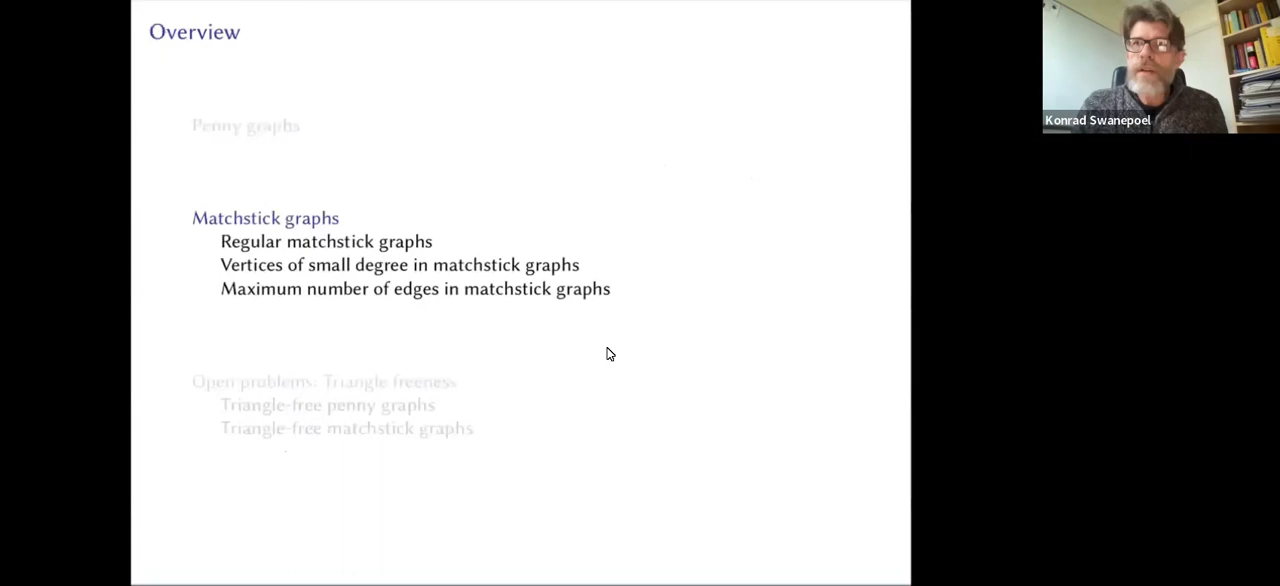 Overview
Penny graphs
Matchstick graphs
Regular matchstick graphs
Vertices of small degree in matchstick graphs
Maximum number of edges in matchstick graphs
Open problems: Triangle freeness
Triangle-free penny graphs
Triangle-free matchstick graphs
Konrad Swanepoel